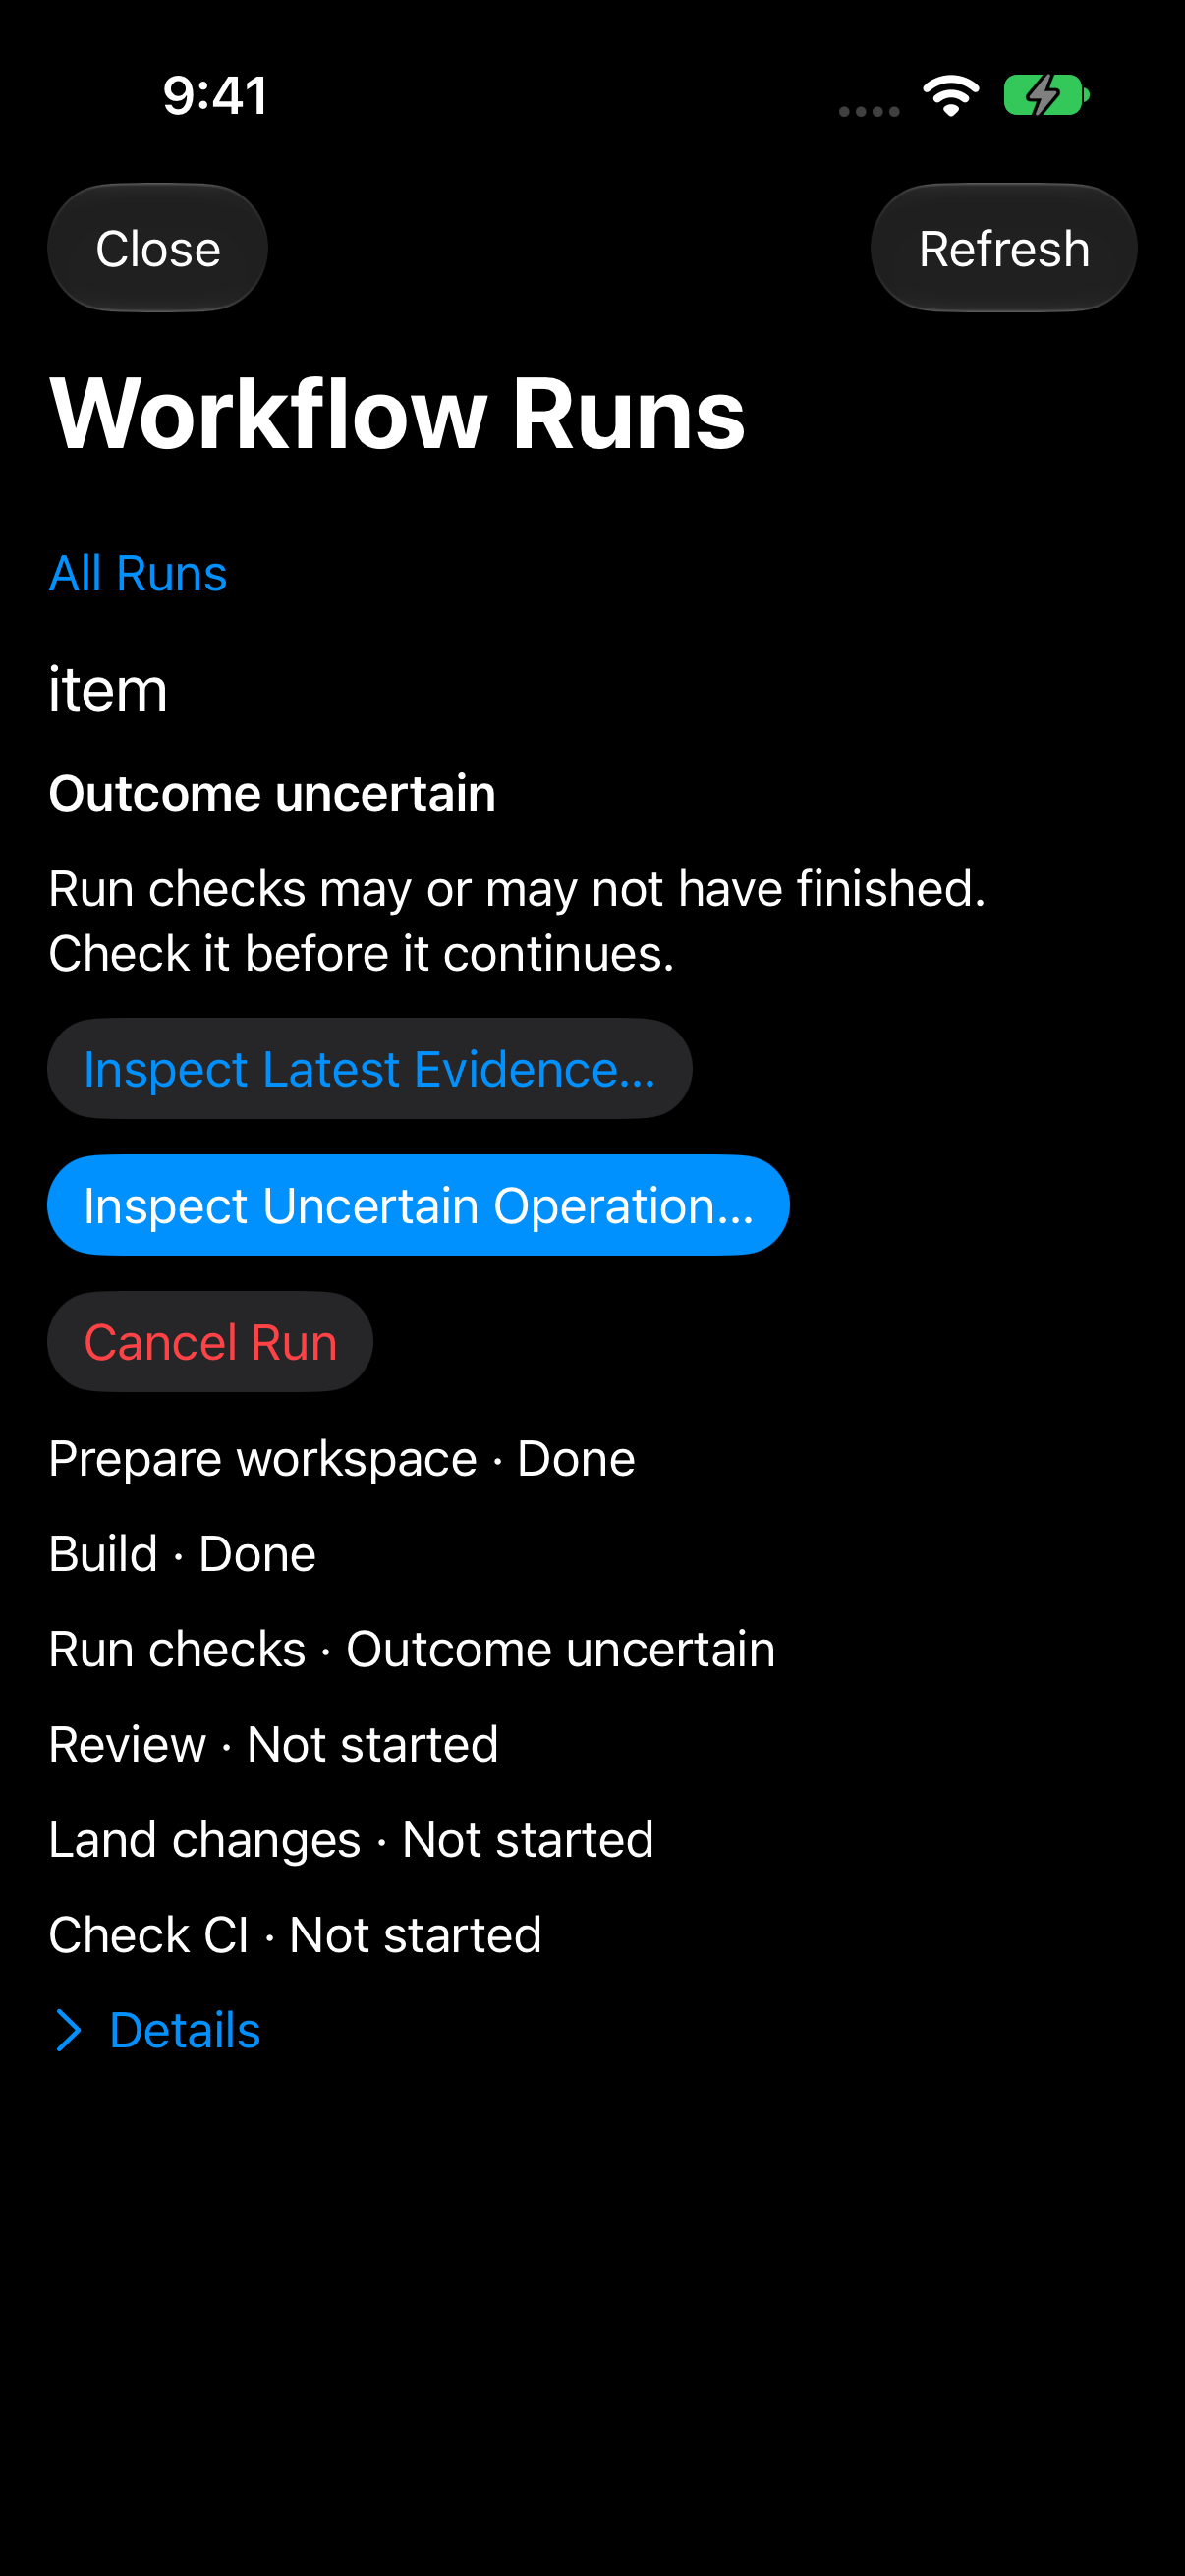 9:41
Close
Refresh
Workflow Runs
All Runs
item
Outcome uncertain
Run checks may or may not have finished.
Check it before it continues.
Inspect Latest Evidence...
Inspect Uncertain Operation...
Cancel Run
Prepare workspace · Done
Build · Done
Run checks · Outcome uncertain
Review · Not started
Land changes · Not started
Check CI · Not started
Details